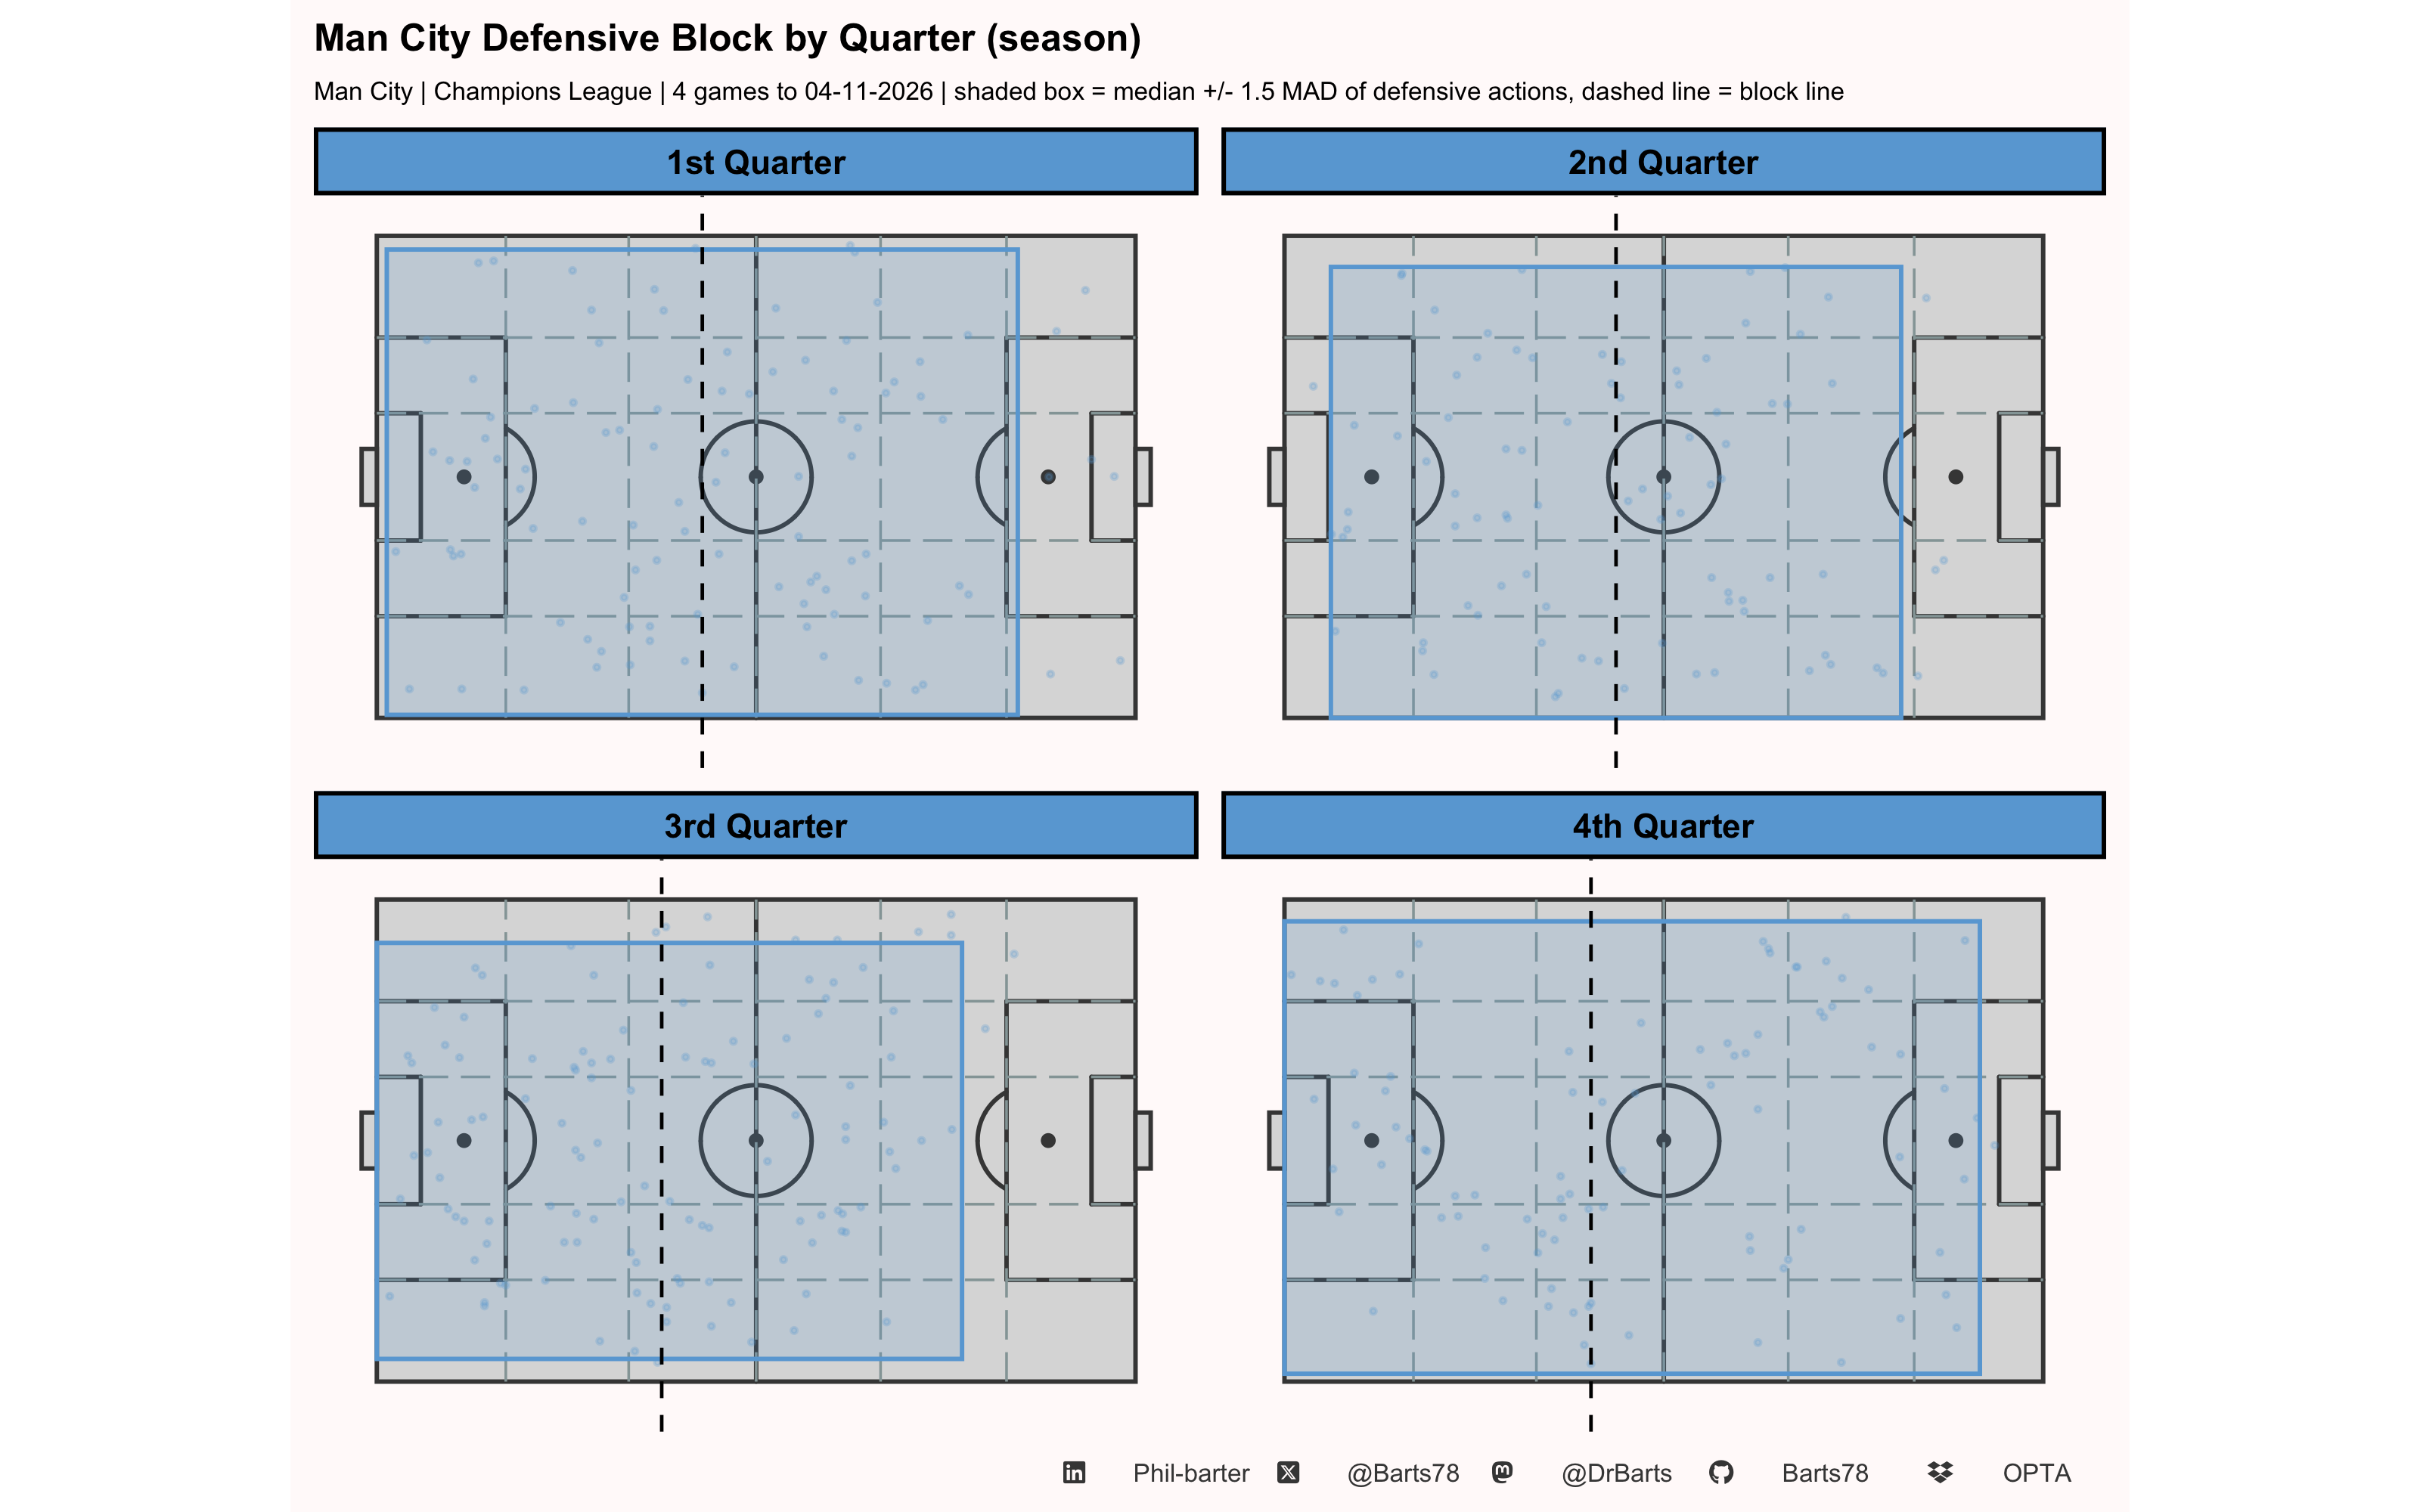 Man City Defensive Block by Quarter (season)
Man City | Champions League | 4 games to 04-11-2026 | shaded box = median +/- 1.5 MAD of defensive actions, dashed line = block line
1st Quarter
2nd Quarter
3rd Quarter
4th Quarter
Phil-barter @Barts78 @DrBarts Barts78 OPTA